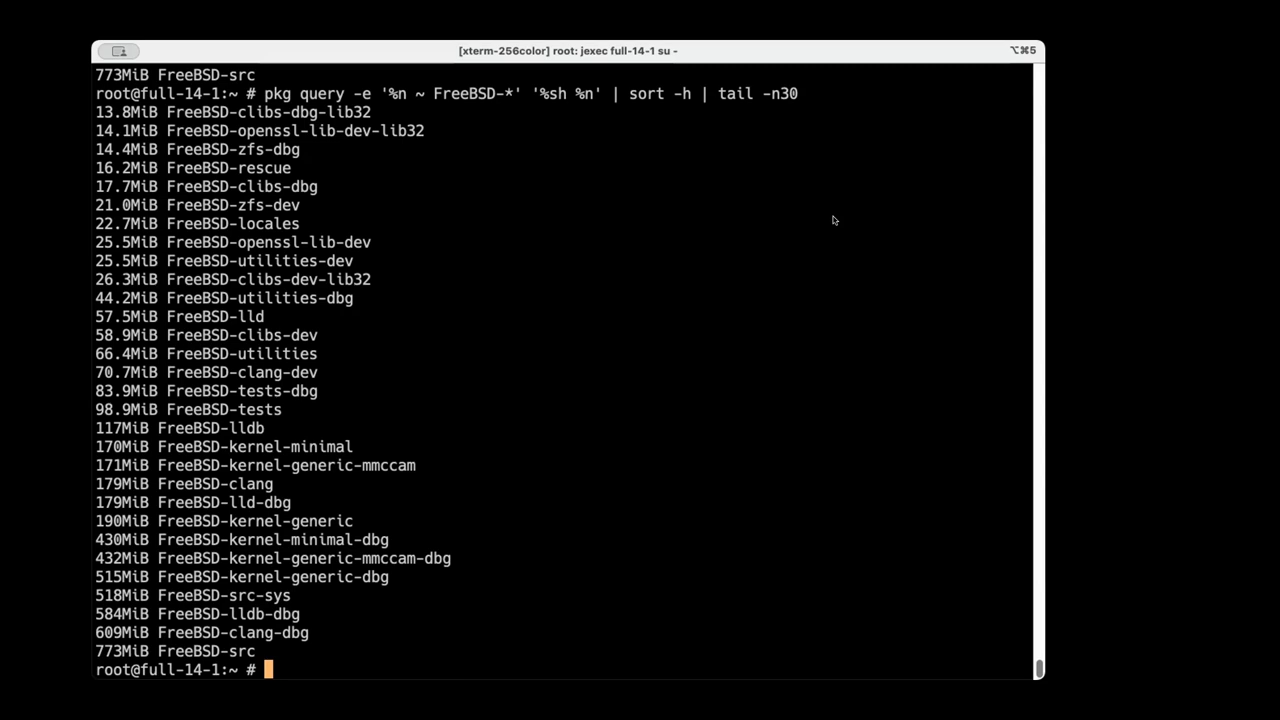 [xterm-256color] root: jexec full-14-1 su -
⌥⌘5
773MiB FreeBSD-src
root@full-14-1:~ # pkg query -e '%n ~ FreeBSD-*' '%sh %n' | sort -h | tail -n30
13.8MiB FreeBSD-clibs-dbg-lib32
14.1MiB FreeBSD-openssl-lib-dev-lib32
14.4MiB FreeBSD-zfs-dbg
16.2MiB FreeBSD-rescue
17.7MiB FreeBSD-clibs-dbg
21.0MiB FreeBSD-zfs-dev
22.7MiB FreeBSD-locales
25.5MiB FreeBSD-openssl-lib-dev
25.5MiB FreeBSD-utilities-dev
26.3MiB FreeBSD-clibs-dev-lib32
44.2MiB FreeBSD-utilities-dbg
57.5MiB FreeBSD-lld
58.9MiB FreeBSD-clibs-dev
66.4MiB FreeBSD-utilities
70.7MiB FreeBSD-clang-dev
83.9MiB FreeBSD-tests-dbg
98.9MiB FreeBSD-tests
117MiB FreeBSD-lldb
170MiB FreeBSD-kernel-minimal
171MiB FreeBSD-kernel-generic-mmccam
179MiB FreeBSD-clang
179MiB FreeBSD-lld-dbg
190MiB FreeBSD-kernel-generic
430MiB FreeBSD-kernel-minimal-dbg
432MiB FreeBSD-kernel-generic-mmccam-dbg
515MiB FreeBSD-kernel-generic-dbg
518MiB FreeBSD-src-sys
584MiB FreeBSD-lldb-dbg
609MiB FreeBSD-clang-dbg
773MiB FreeBSD-src
root@full-14-1:~ #